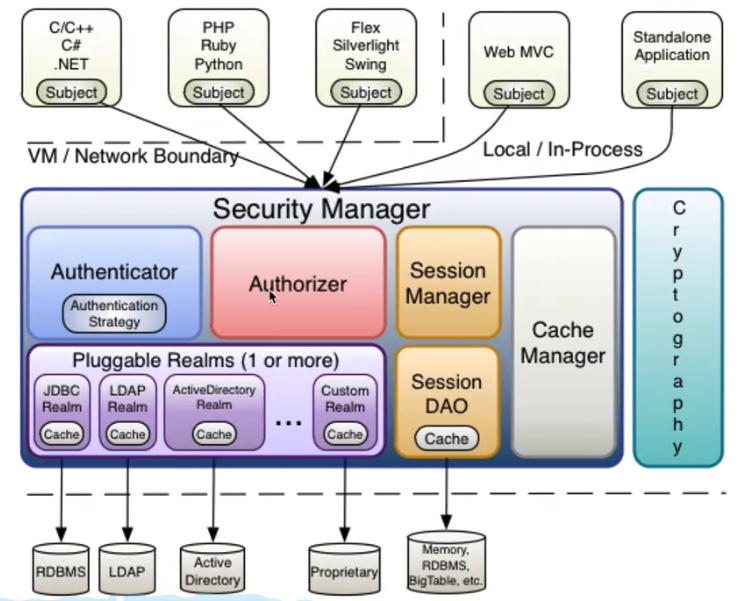 C/C++
C#
.NET
Subject
PHP
Ruby
Python
Subject
Flex
Silverlight
Swing
Subject
Web MVC
Subject
Standalone
Application
Subject
VM / Network Boundary
Local / In-Process
Security Manager
Authenticator
Authentication
Strategy
Authorizer
Session
Manager
Cache
Manager
Cryptography
Pluggable Realms (1 or more)
JDBC
Realm
Cache
LDAP
Realm
Cache
ActiveDirectory
Realm
Cache
...
Custom
Realm
Cache
Session
DAO
Cache
RDBMS
LDAP
Active
Directory
Proprietary
Memory,
RDBMS,
BigTable, etc.